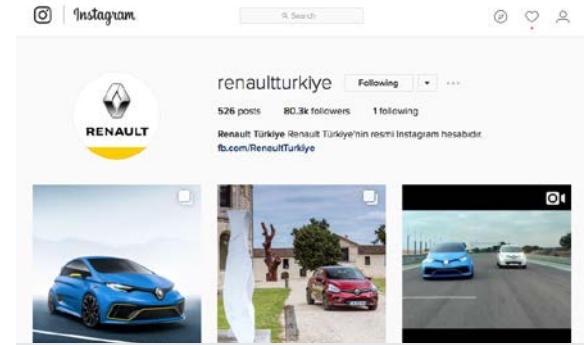 Instagram
Search
renaultturkiye Following
526 posts 80.3k followers 1 following
Renault Türkiye Renault Türkiye'nin resmi Instagram hesabıdır.
fb.com/RenaultTurkiye
RENAULT